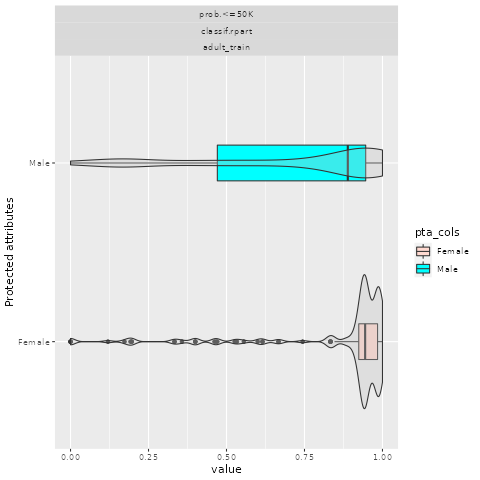 prob.<=50K
classif.rpart
adult_train
Protected attributes
Male
Female
0.00
0.25
0.50
0.75
1.00
value
pta_cols
Female
Male